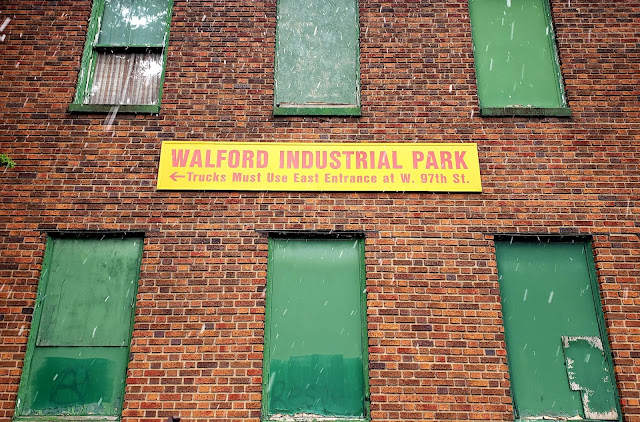 WALFORD INDUSTRIAL PARK
←Trucks Must Use East Entrance at W. 97th St.